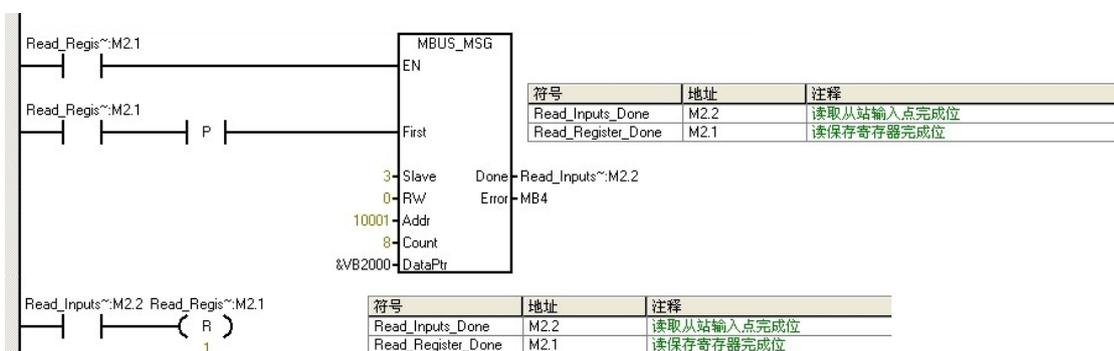 Read_Regis~:M2.1
MBUS_MSG
EN
Read_Regis~:M2.1
P
First
符号 地址 注释
Read_Inputs_Done M2.2 读取从站输入点完成位
Read_Register_Done M2.1 读保存寄存器完成位
3 Slave Done Read_Inputs~:M2.2
0 RW Error MB4
10001 Addr
8 Count
&VB2000 DataPtr
Read_Inputs~:M2.2 Read_Regis~:M2.1
R
1
符号 地址 注释
Read_Inputs_Done M2.2 读取从站输入点完成位
Read_Register_Done M2.1 读保存寄存器完成位